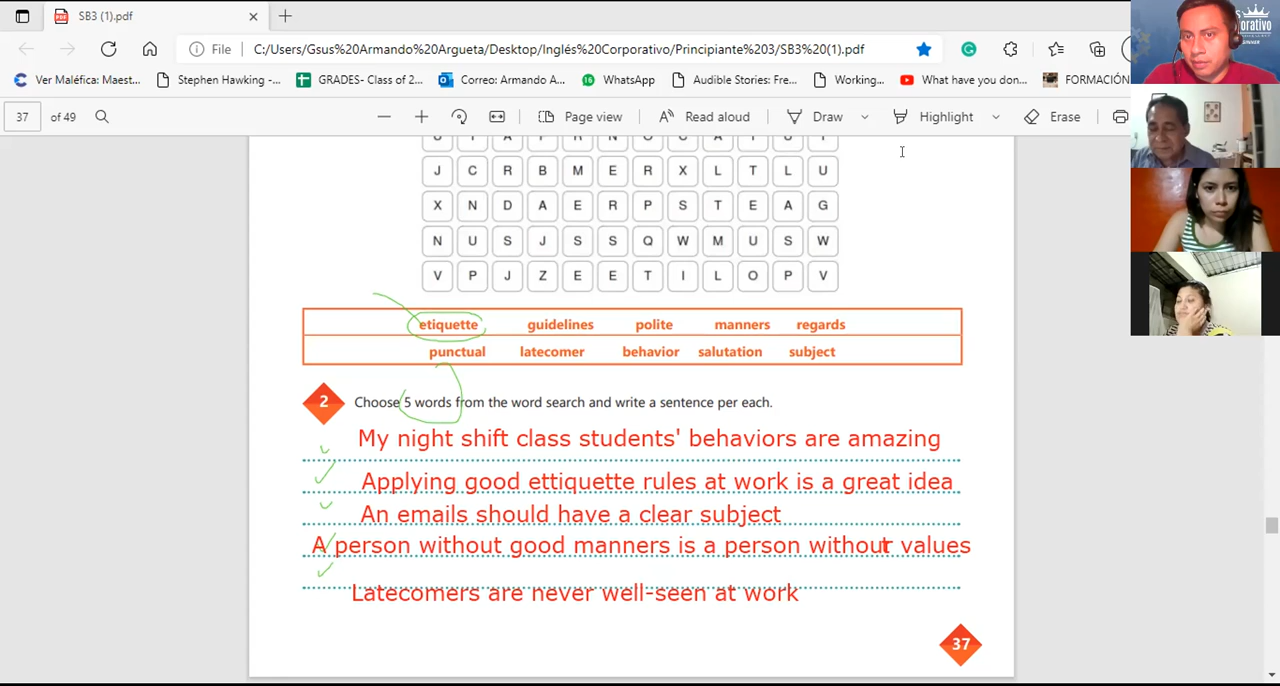 SB3 (1).pdf
File C:/Users/Gsus%20Armando%20Argueta/Desktop/Inglés%20Corporativo/Principiante%203/SB3%20(1).pdf
Ver Maléfica: Maest... Stephen Hawking -... GRADES- Class of 2... Correo: Armando A... WhatsApp Audible Stories: Fre... Working... What have you don... FORMACIÓN
37 of 49 Page view Read aloud Draw Highlight Erase
J C R B M E R X L T L U
X N D A E R P S T E A G
N U S J S S Q W M U S W
V P J Z E E T I L O P V
etiquette guidelines polite manners regards
punctual latecomer behavior salutation subject
2 Choose 5 words from the word search and write a sentence per each.
My night shift class students' behaviors are amazing
Applying good ettiquette rules at work is a great idea
An emails should have a clear subject
A person without good manners is a person withour values
Latecomers are never well-seen at work
37